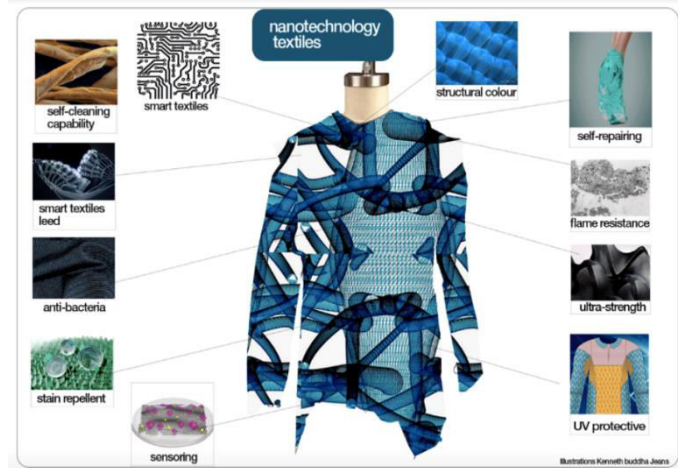 nanotechnology
textiles
self-cleaning
capability
smart textiles
structural colour
self-repairing
smart textiles
leed
flame resistance
anti-bacteria
ultra-strength
stain repellent
UV protective
sensoring
Illustrations Kenneth buddha Jeans